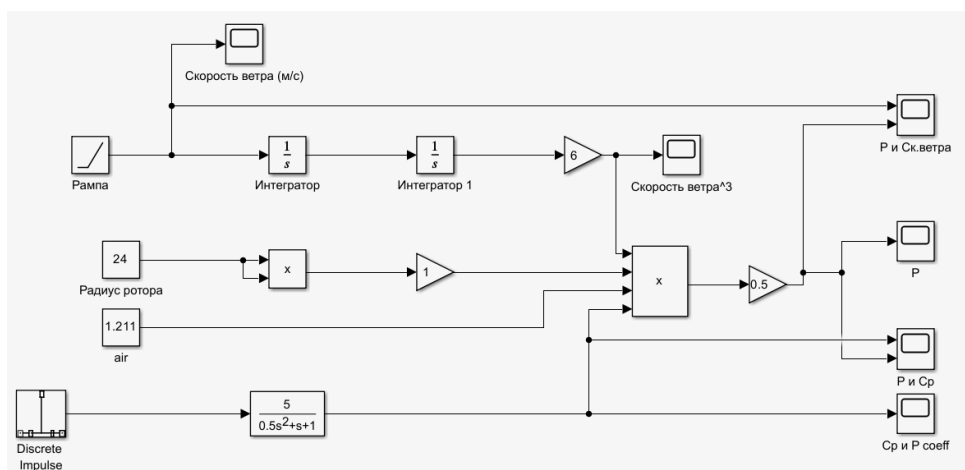 Скорость ветра (м/с)
Рампа
1
s
Интегратор
1
s
Интегратор 1
6
Скорость ветра^3
P и Ск.ветра
24
Радиус ротора
x
1
x
0.5
P
1.211
air
P и Cp
Discrete
Impulse
5
0.5s²+s+1
Cp и P coeff